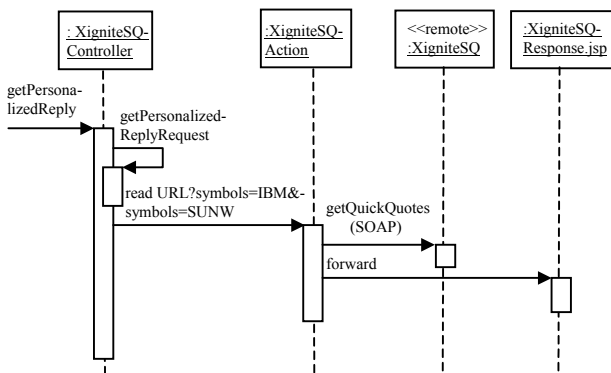 : XigniteSQ-
Controller
:XigniteSQ-
Action
<<remote>>
:XigniteSQ
:XigniteSQ-
Response.jsp
getPersona-
lizedReply
getPersonalized-
ReplyRequest
read URL?symbols=IBM&-
symbols=SUNW
getQuickQuotes
(SOAP)
forward